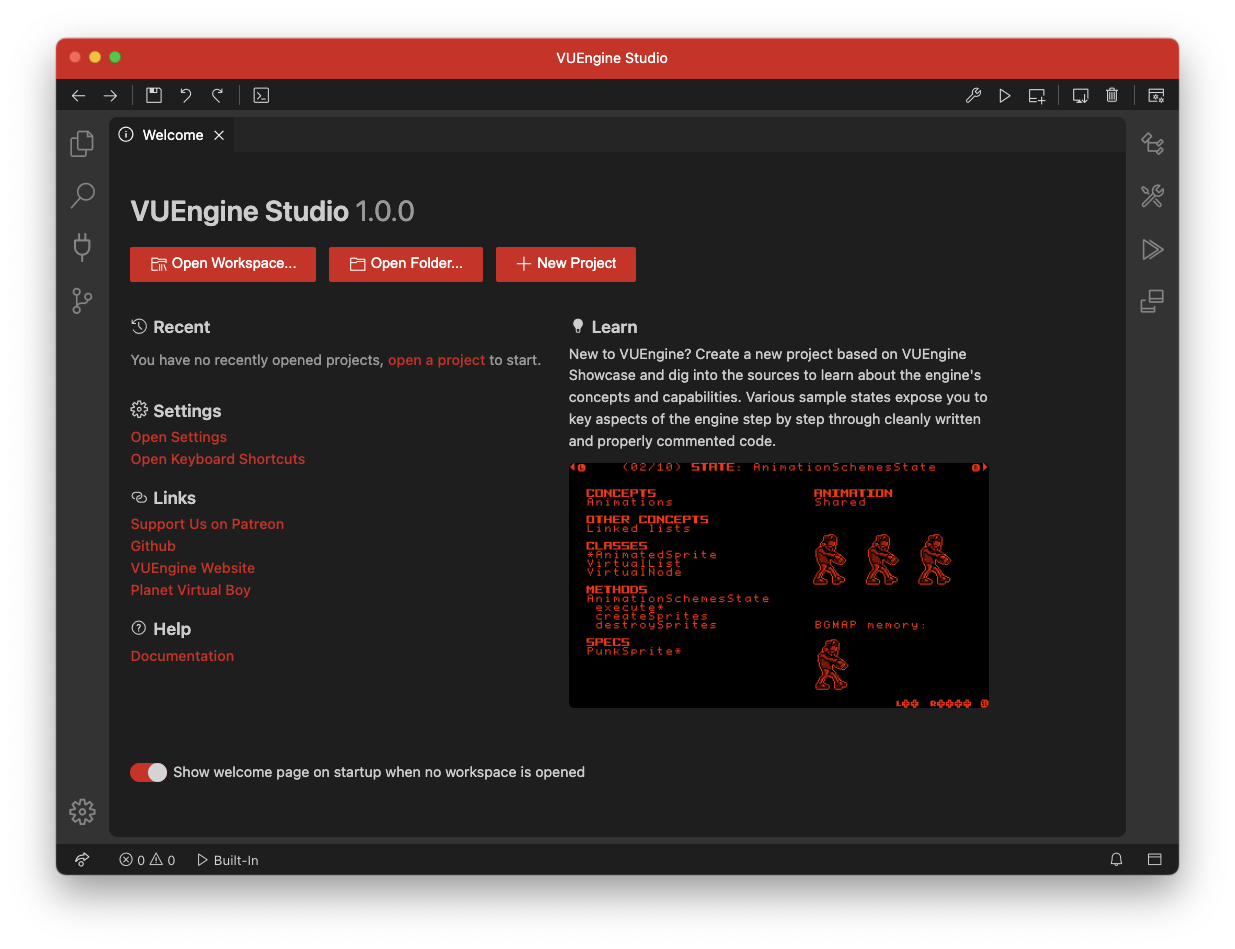 VUEngine Studio
Welcome
VUEngine Studio 1.0.0
Open Workspace...
Open Folder...
New Project
Recent
You have no recently opened projects, open a project to start.
Settings
Open Settings
Open Keyboard Shortcuts
Links
Support Us on Patreon
Github
VUEngine Website
Planet Virtual Boy
Help
Documentation
Learn
New to VUEngine? Create a new project based on VUEngine
Showcase and dig into the sources to learn about the engine's
concepts and capabilities. Various sample states expose you to
key aspects of the engine step by step through cleanly written
and properly commented code.
L (02/10) STATE: AnimationSchemesState R
CONCEPTS
Animations
OTHER CONCEPTS
Linked lists
CLASSES
*AnimatedSprite
VirtualList
VirtualNode
METHODS
AnimationSchemesState
execute*
createSprites
destroySprites
SPECS
PunkSprite*
ANIMATION
Shared
BGMAP memory:
L R
Show welcome page on startup when no workspace is opened
0 0 Built-In